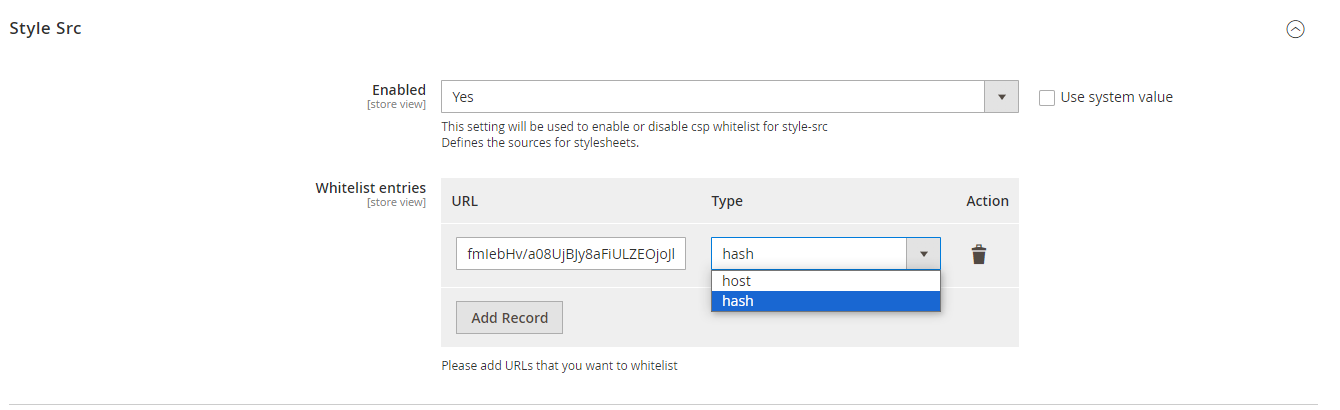 Style Src
Enabled
[store view]
Yes
Use system value
This setting will be used to enable or disable csp whitelist for style-src
Defines the sources for stylesheets.
Whitelist entries
[store view]
URL Type Action
fmIebHv/a08UjBJy8aFiULZEOjoJl hash
host
hash
Add Record
Please add URLs that you want to whitelist